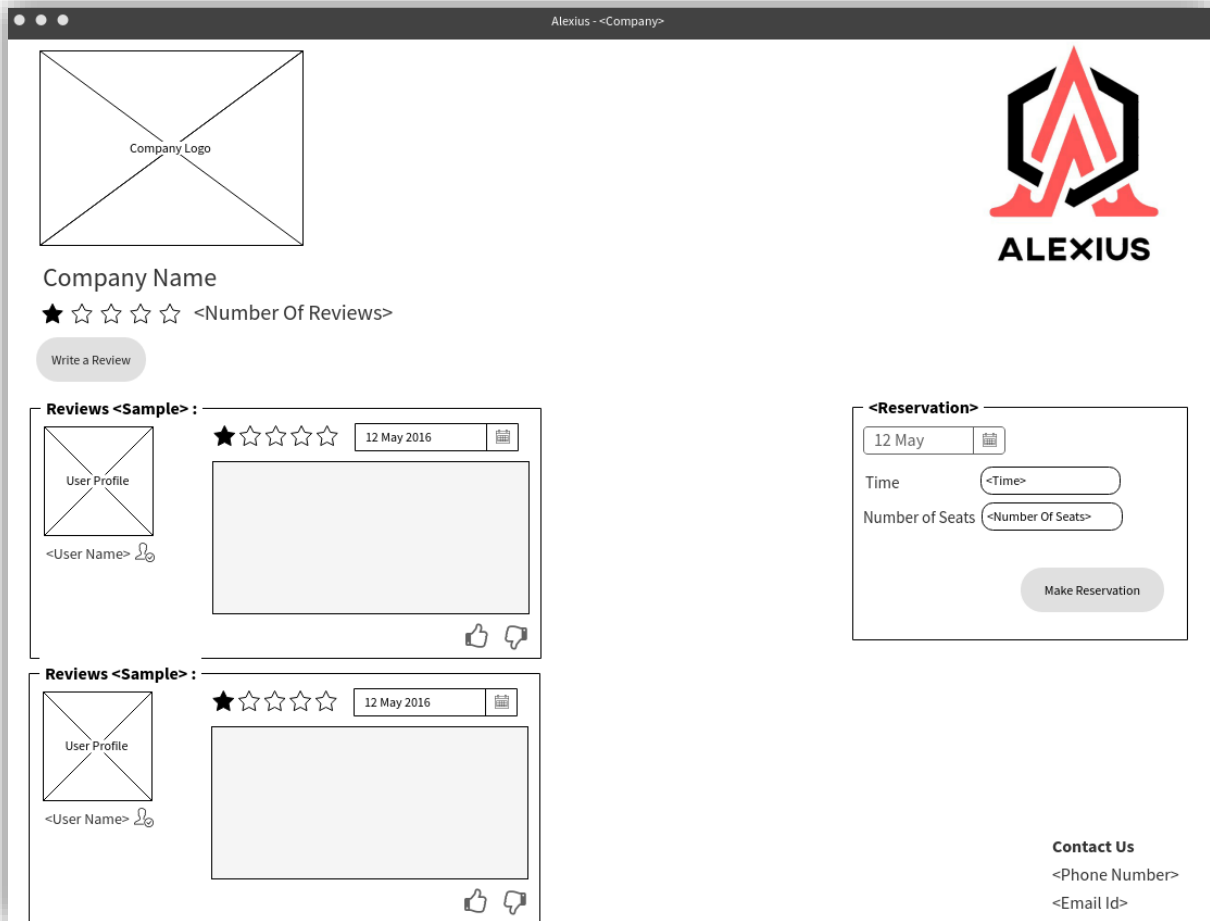 Alexius - <Company>
Company Logo
ALEXIUS
Company Name
<Number Of Reviews>
Write a Review
Reviews <Sample> :
12 May 2016
User Profile
<User Name>
<Reservation>
12 May
Time <Time>
Number of Seats <Number Of Seats>
Make Reservation
Reviews <Sample> :
12 May 2016
User Profile
<User Name>
Contact Us
<Phone Number>
<Email Id>